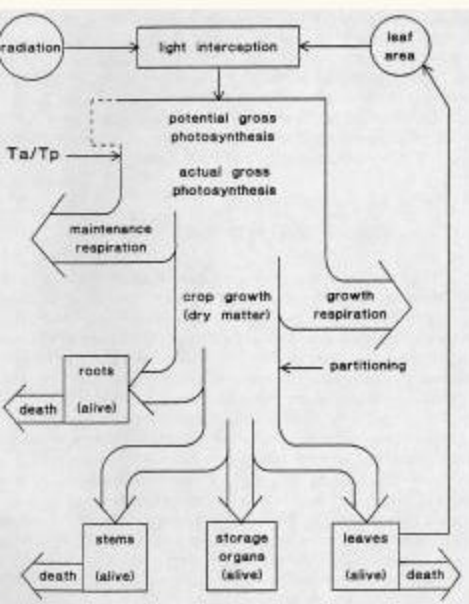 radiation
light interception
leaf
area
potential gross
photosynthesis
Ta/Tp
actual gross
photosynthesis
maintenance
respiration
crop growth
(dry matter)
growth
respiration
partitioning
roots
(alive)
death
stems
(alive)
death
storage
organs
(alive)
leaves
(alive)
death